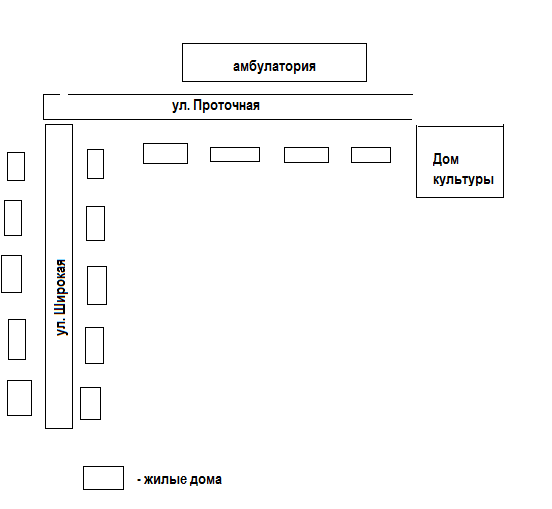 амбулатория
ул. Проточная
Дом
культуры
ул. Широкая
- жилые дома